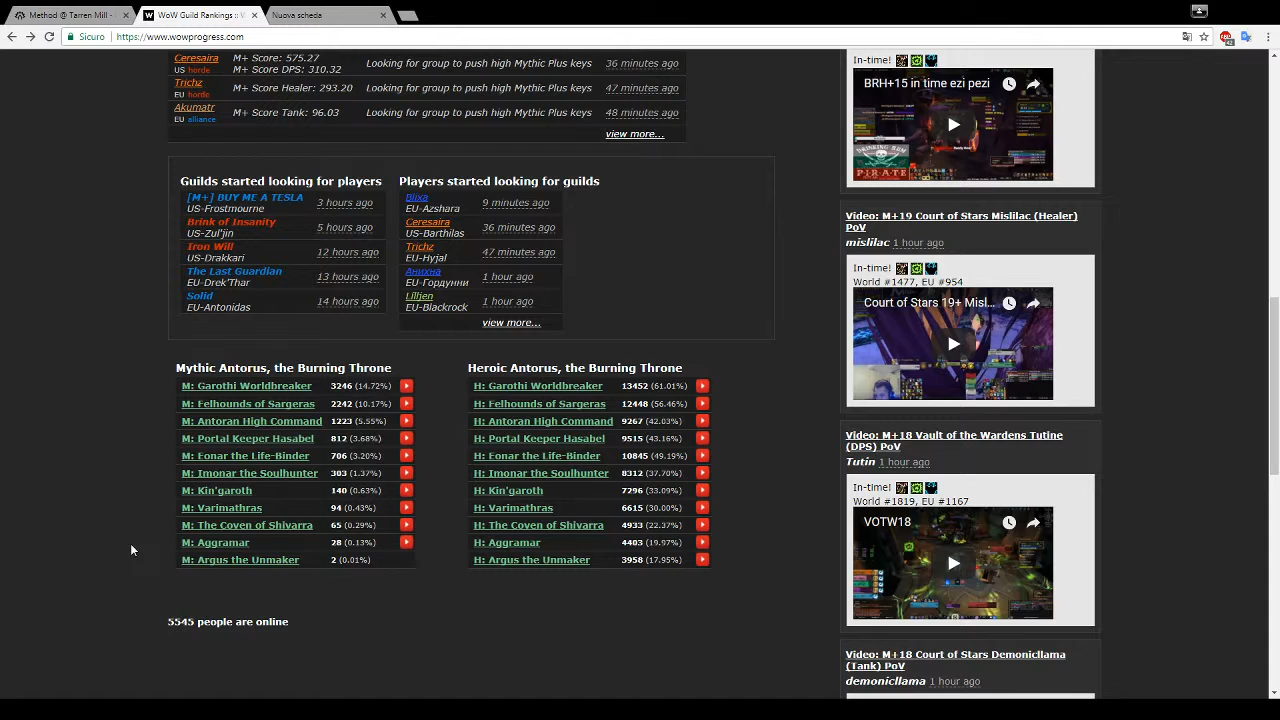 Method @ Tarren Mill -
WoW Guild Rankings :: W
Nuova scheda
Sicuro https://www.wowprogress.com
Ceresaira
US horde
M+ Score: 575.27
M+ Score DPS: 310.32
Looking for group to push high Mythic Plus keys
36 minutes ago
Trichz
EU horde
M+ Score Healer: 293.20
Looking for group to push high Mythic Plus keys
47 minutes ago
Akumatr
EU alliance
M+ Score Tank: 5.64
Looking for group to push high Mythic Plus keys
48 minutes ago
view more...
Guilds started looking for players
[M+] BUY ME A TESLA
US-Frostmourne
3 hours ago
Brink of Insanity
US-Zul'jin
5 hours ago
Iron Will
US-Drakkari
12 hours ago
The Last Guardian
EU-Drek'Thar
13 hours ago
Solid
EU-Antonidas
14 hours ago
Players started looking for guilds
Blixa
EU-Azshara
9 minutes ago
Ceresaira
US-Barthilas
36 minutes ago
Trichz
EU-Hyjal
47 minutes ago
Анихна
EU-Гордунни
1 hour ago
Lilljen
EU-Blackrock
1 hour ago
view more...
Mythic Antorus, the Burning Throne
M: Garothi Worldbreaker 3246 (14.72%)
M: Felhounds of Sargeras 2242 (10.17%)
M: Antoran High Command 1223 (5.55%)
M: Portal Keeper Hasabel 812 (3.68%)
M: Eonar the Life-Binder 706 (3.20%)
M: Imonar the Soulhunter 303 (1.37%)
M: Kin'garoth 140 (0.63%)
M: Varimathras 94 (0.43%)
M: The Coven of Shivarra 65 (0.29%)
M: Aggramar 28 (0.13%)
M: Argus the Unmaker 2 (0.01%)
Heroic Antorus, the Burning Throne
H: Garothi Worldbreaker 13452 (61.01%)
H: Felhounds of Sargeras 12448 (56.46%)
H: Antoran High Command 9267 (42.03%)
H: Portal Keeper Hasabel 9515 (43.16%)
H: Eonar the Life-Binder 10845 (49.19%)
H: Imonar the Soulhunter 8312 (37.70%)
H: Kin'garoth 7296 (33.09%)
H: Varimathras 6615 (30.00%)
H: The Coven of Shivarra 4933 (22.37%)
H: Aggramar 4403 (19.97%)
H: Argus the Unmaker 3958 (17.95%)
5545 people are online
In-time!
BRH+15 in time ezi pezi
DRINKING RUM
PIRATE
Video: M+19 Court of Stars Mislilac (Healer)
PoV
mislilac 1 hour ago
In-time!
World #1477, EU #954
Court of Stars 19+ Misl...
Video: M+18 Vault of the Wardens Tutine
(DPS) PoV
Tutin 1 hour ago
In-time!
World #1819, EU #1167
VOTW18
Video: M+18 Court of Stars Demonicllama
(Tank) PoV
demonicllama 1 hour ago